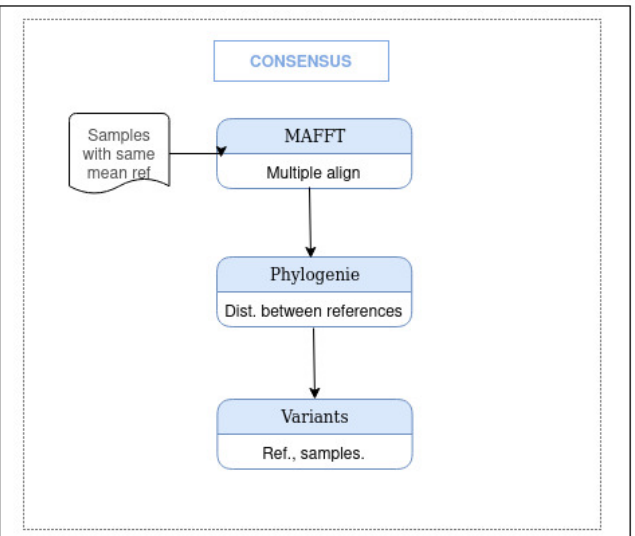 CONSENSUS
Samples
with same
mean ref
MAFFT
Multiple align
Phylogenie
Dist. between references
Variants
Ref., samples.